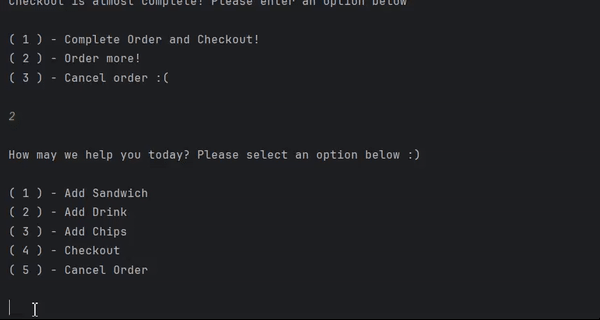 Checkout is almost complete! Please enter an option below
( 1 ) - Complete Order and Checkout!
( 2 ) - Order more!
( 3 ) - Cancel order :(
2
How may we help you today? Please select an option below :)
( 1 ) - Add Sandwich
( 2 ) - Add Drink
( 3 ) - Add Chips
( 4 ) - Checkout
( 5 ) - Cancel Order